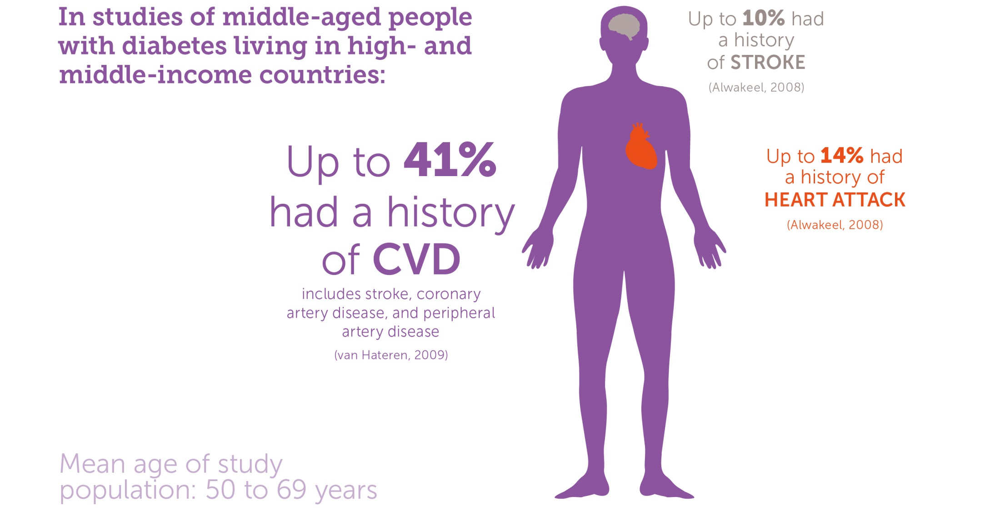 In studies of middle-aged people
with diabetes living in high- and
middle-income countries:
Up to 10% had
a history
of STROKE
(Alwakeel, 2008)
Up to 41%
had a history
of CVD
includes stroke, coronary
artery disease, and peripheral
artery disease
(van Hateren, 2009)
Up to 14% had
a history of
HEART ATTACK
(Alwakeel, 2008)
Mean age of study
population: 50 to 69 years